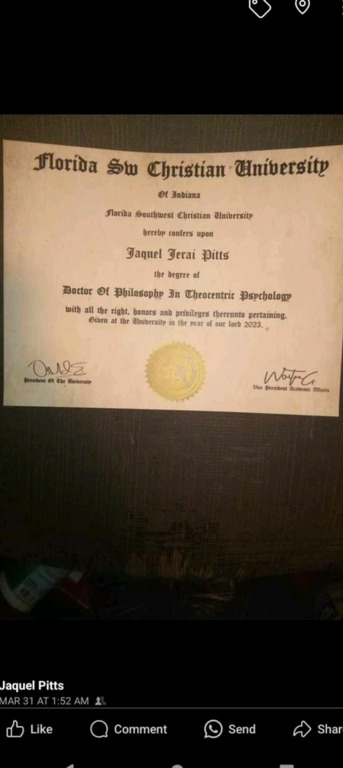 Florida Sw Christian University
Of Indiana
Florida Southwest Christian University
hereby confers upon
Jaquel Jerai Pitts
the degree of
Doctor Of Philosophy In Theocentric Psychology
with all the right, honors and privileges thereunto pertaining.
Given at the University in the year of our lord 2023.
President Of The University
Vice President Academic Affairs
Jaquel Pitts
MAR 31 AT 1:52 AM
Like
Comment
Send
Shar